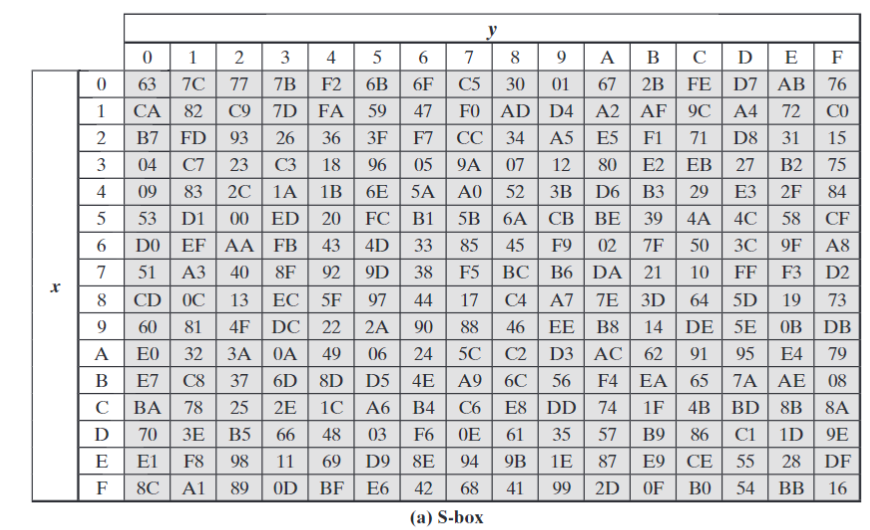 y
0 1 2 3 4 5 6 7 8 9 A B C D E F
0 63 7C 77 7B F2 6B 6F C5 30 01 67 2B FE D7 AB 76
1 CA 82 C9 7D FA 59 47 F0 AD D4 A2 AF 9C A4 72 C0
2 B7 FD 93 26 36 3F F7 CC 34 A5 E5 F1 71 D8 31 15
3 04 C7 23 C3 18 96 05 9A 07 12 80 E2 EB 27 B2 75
4 09 83 2C 1A 1B 6E 5A A0 52 3B D6 B3 29 E3 2F 84
5 53 D1 00 ED 20 FC B1 5B 6A CB BE 39 4A 4C 58 CF
6 D0 EF AA FB 43 4D 33 85 45 F9 02 7F 50 3C 9F A8
7 51 A3 40 8F 92 9D 38 F5 BC B6 DA 21 10 FF F3 D2
x
8 CD 0C 13 EC 5F 97 44 17 C4 A7 7E 3D 64 5D 19 73
9 60 81 4F DC 22 2A 90 88 46 EE B8 14 DE 5E 0B DB
A E0 32 3A 0A 49 06 24 5C C2 D3 AC 62 91 95 E4 79
B E7 C8 37 6D 8D D5 4E A9 6C 56 F4 EA 65 7A AE 08
C BA 78 25 2E 1C A6 B4 C6 E8 DD 74 1F 4B BD 8B 8A
D 70 3E B5 66 48 03 F6 0E 61 35 57 B9 86 C1 1D 9E
E E1 F8 98 11 69 D9 8E 94 9B 1E 87 E9 CE 55 28 DF
F 8C A1 89 0D BF E6 42 68 41 99 2D 0F B0 54 BB 16
(a) S-box